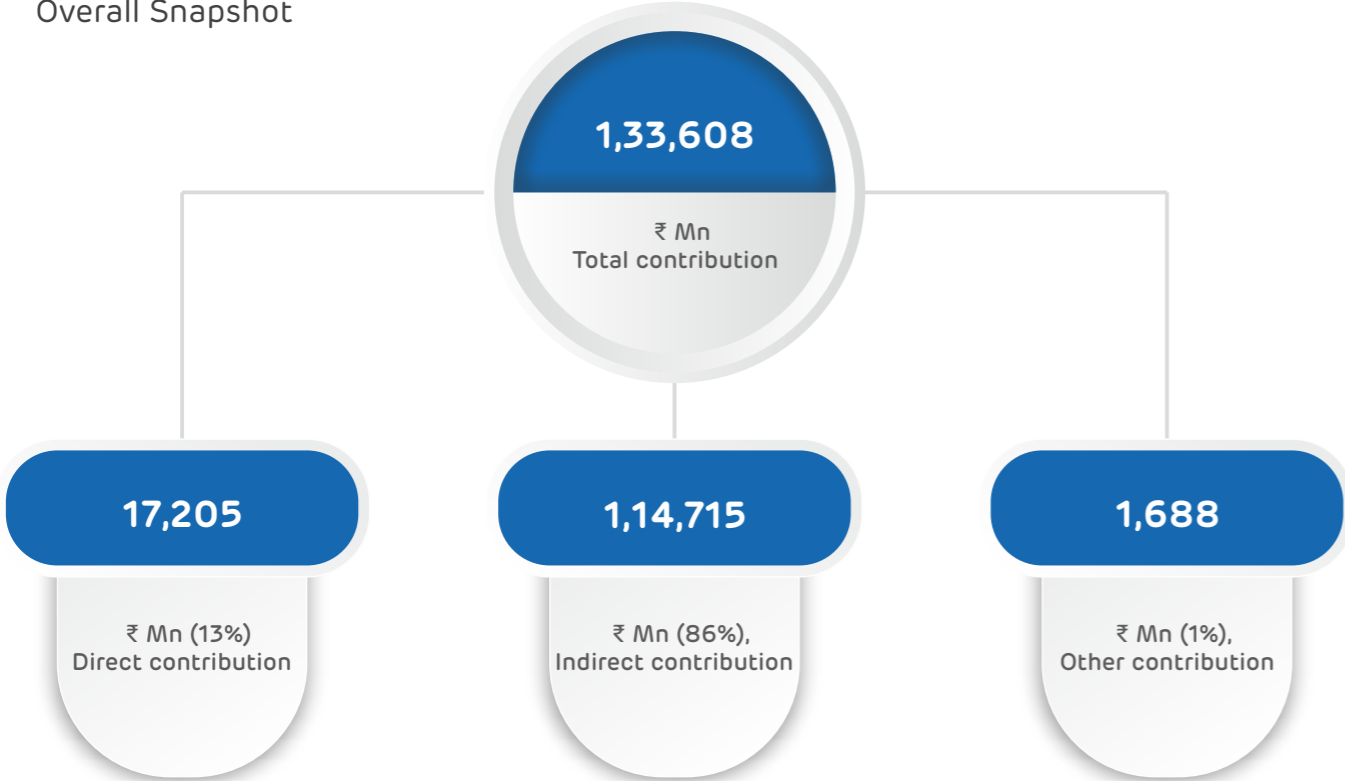 Overall Snapshot
1,33,608
₹ Mn
Total contribution
17,205
₹ Mn (13%)
Direct contribution
1,14,715
₹ Mn (86%),
Indirect contribution
1,688
₹ Mn (1%),
Other contribution